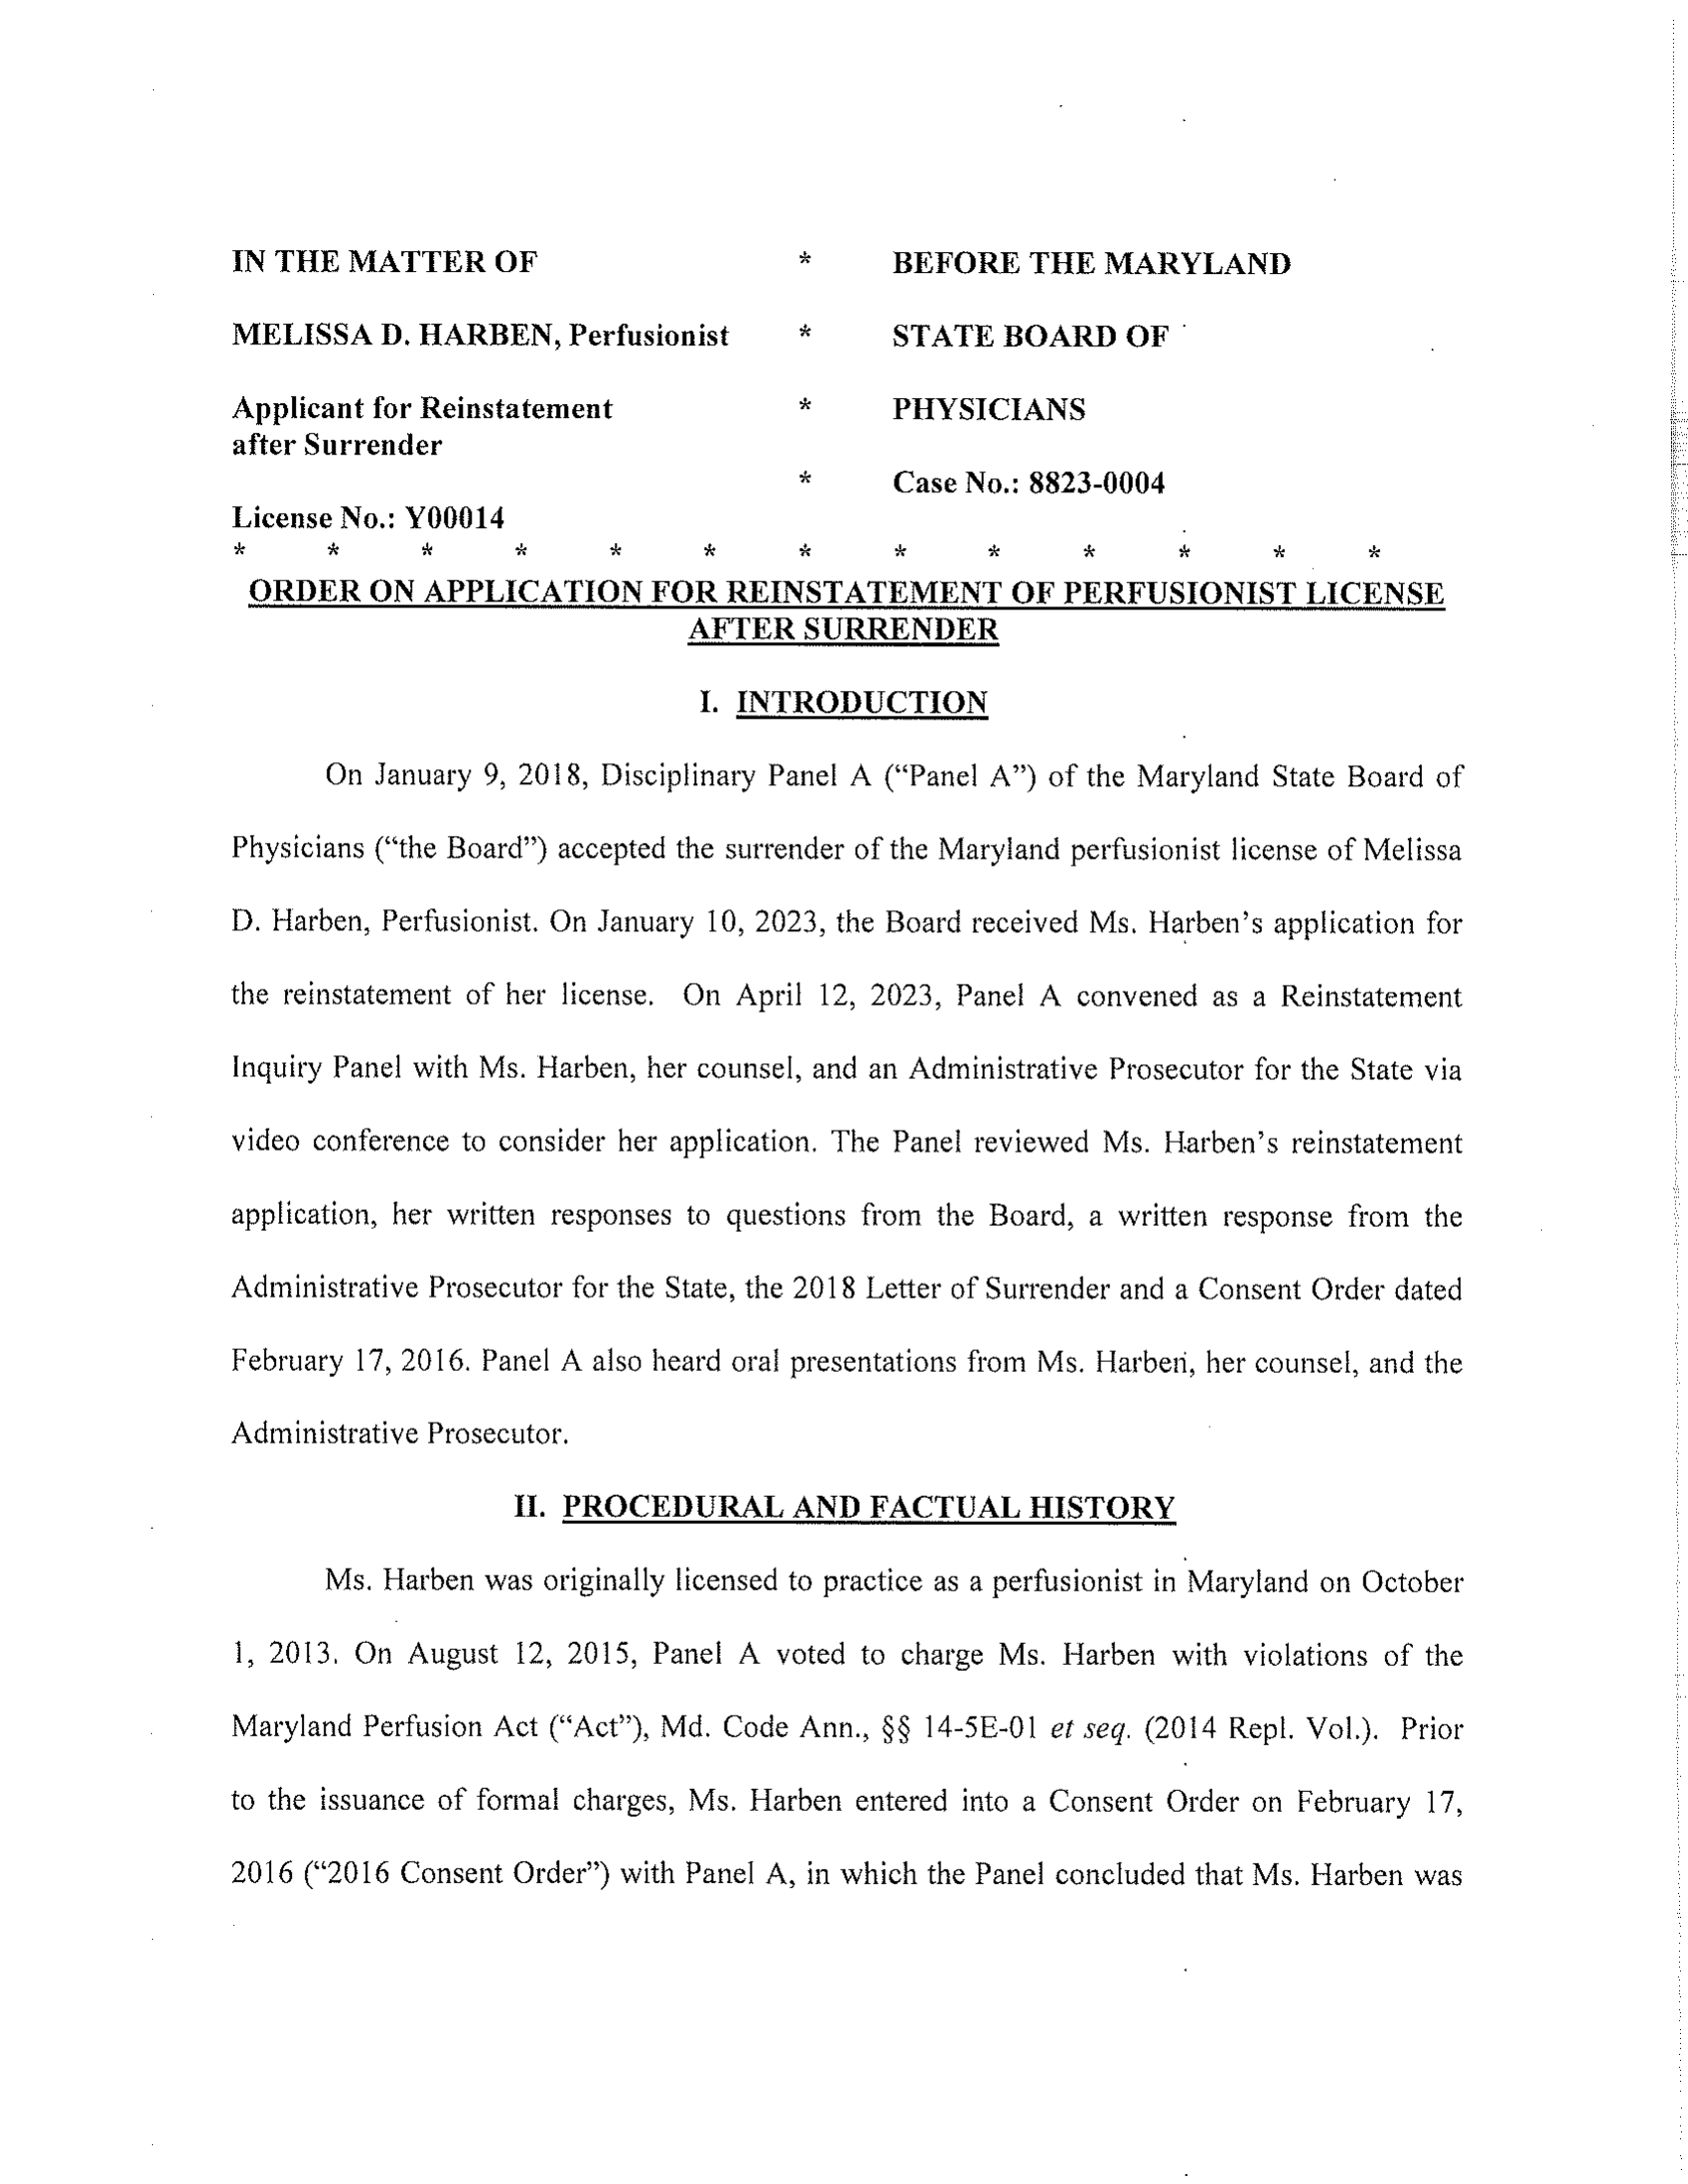 IN THE MATTER OF * BEFORE THE MARYLAND
MELISSA D. HARBEN, Perfusionist * STATE BOARD OF
Applicant for Reinstatement * PHYSICIANS
after Surrender
* Case No.: 8823-0004
License No.: Y00014
* * * * * * * * * * * * *
ORDER ON APPLICATION FOR REINSTATEMENT OF PERFUSIONIST LICENSE
AFTER SURRENDER
I. INTRODUCTION
On January 9, 2018, Disciplinary Panel A (“Panel A”) of the Maryland State Board of
Physicians (“the Board”) accepted the surrender of the Maryland perfusionist license of Melissa
D. Harben, Perfusionist. On January 10, 2023, the Board received Ms. Harben’s application for
the reinstatement of her license. On April 12, 2023, Panel A convened as a Reinstatement
Inquiry Panel with Ms. Harben, her counsel, and an Administrative Prosecutor for the State via
video conference to consider her application. The Panel reviewed Ms. Harben’s reinstatement
application, her written responses to questions from the Board, a written response from the
Administrative Prosecutor for the State, the 2018 Letter of Surrender and a Consent Order dated
February 17, 2016. Panel A also heard oral presentations from Ms. Harben, her counsel, and the
Administrative Prosecutor.
II. PROCEDURAL AND FACTUAL HISTORY
Ms. Harben was originally licensed to practice as a perfusionist in Maryland on October
1, 2013. On August 12, 2015, Panel A voted to charge Ms. Harben with violations of the
Maryland Perfusion Act (“Act”), Md. Code Ann., §§ 14-5E-01 et seq. (2014 Repl. Vol.). Prior
to the issuance of formal charges, Ms. Harben entered into a Consent Order on February 17,
2016 (“2016 Consent Order”) with Panel A, in which the Panel concluded that Ms. Harben was